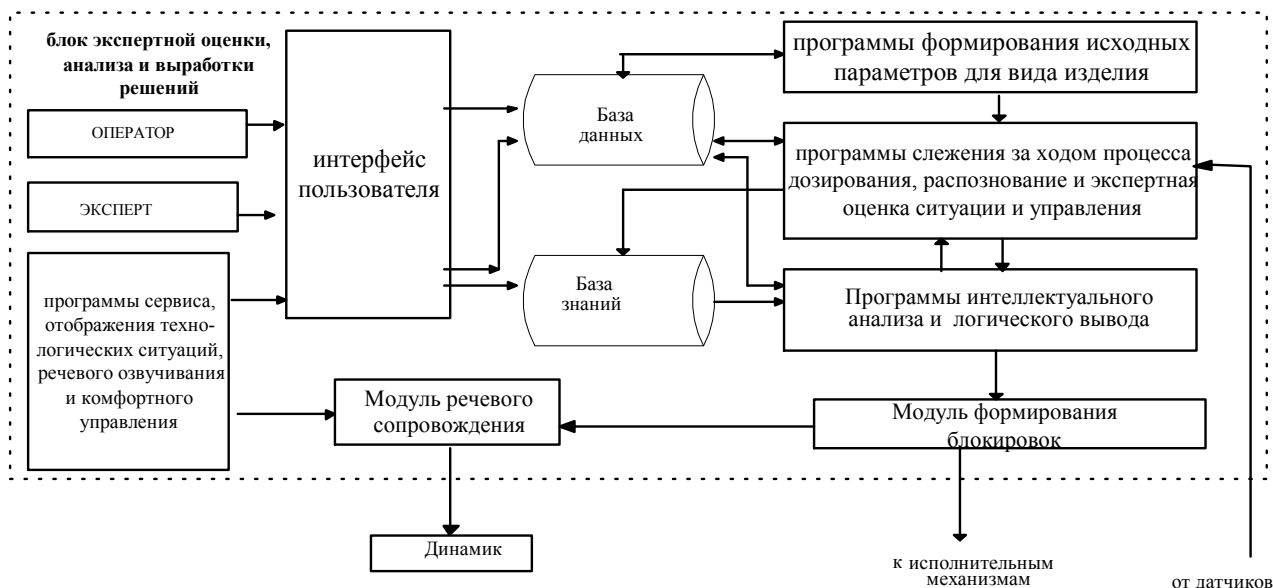 блок экспертной оценки,
анализа и выработки
решений
ОПЕРАТОР
ЭКСПЕРТ
программы сервиса,
отображения техно-
логических ситуаций,
речевого озвучивания
и комфортного
управления
интерфейс
пользователя
База
данных
База
знаний
программы формирования исходных
параметров для вида изделия
программы слежения за ходом процесса
дозирования, распознование и экспертная
оценка ситуации и управления
Программы интеллектуального
анализа и логического вывода
Модуль речевого
сопровождения
Модуль формирования
блокировок
Динамик
к исполнительным
механизмам
от датчиков